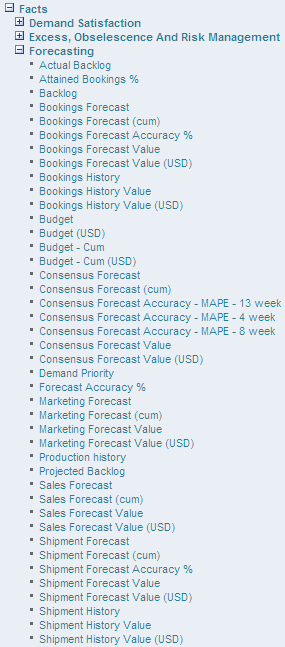 Facts
Demand Satisfaction
Excess, Obselescence And Risk Management
Forecasting
Actual Backlog
Attained Bookings %
Backlog
Bookings Forecast
Bookings Forecast (cum)
Bookings Forecast Accuracy %
Bookings Forecast Value
Bookings Forecast Value (USD)
Bookings History
Bookings History Value
Bookings History Value (USD)
Budget
Budget (USD)
Budget - Cum
Budget - Cum (USD)
Consensus Forecast
Consensus Forecast (cum)
Consensus Forecast Accuracy - MAPE - 13 week
Consensus Forecast Accuracy - MAPE - 4 week
Consensus Forecast Accuracy - MAPE - 8 week
Consensus Forecast Value
Consensus Forecast Value (USD)
Demand Priority
Forecast Accuracy %
Marketing Forecast
Marketing Forecast (cum)
Marketing Forecast Value
Marketing Forecast Value (USD)
Production history
Projected Backlog
Sales Forecast
Sales Forecast (cum)
Sales Forecast Value
Sales Forecast Value (USD)
Shipment Forecast
Shipment Forecast (cum)
Shipment Forecast Accuracy %
Shipment Forecast Value
Shipment Forecast Value (USD)
Shipment History
Shipment History Value
Shipment History Value (USD)